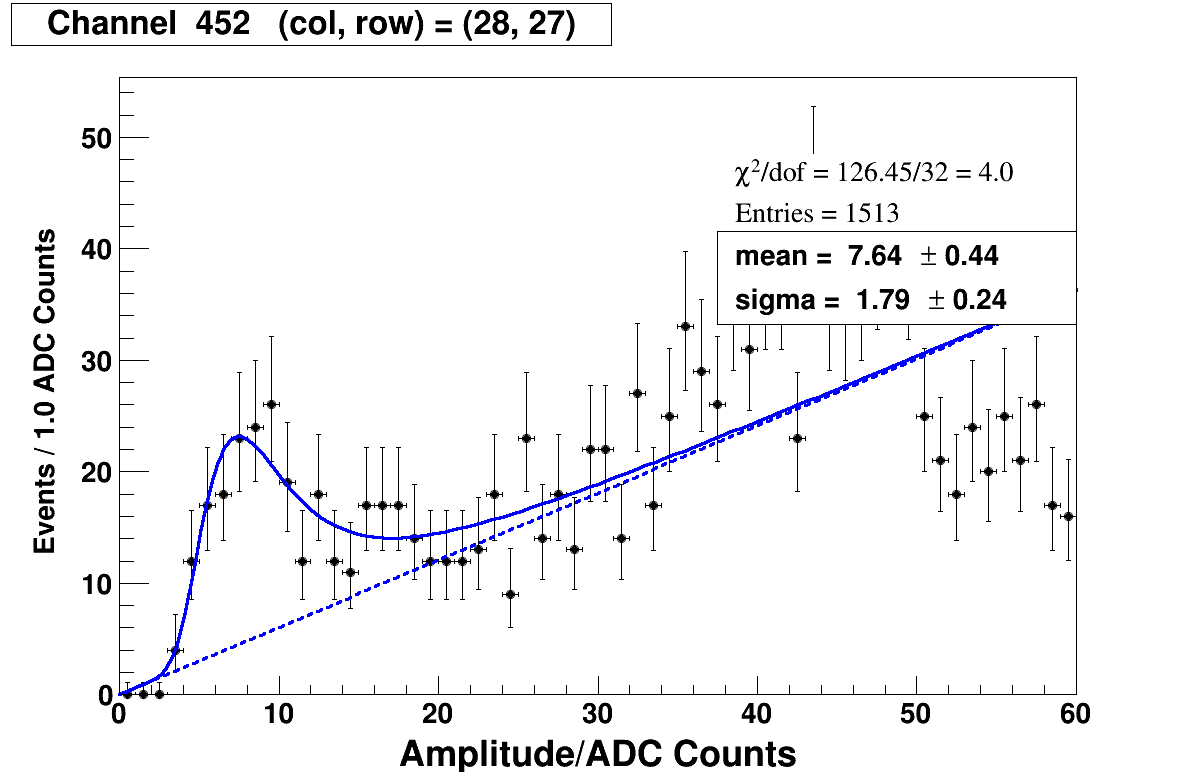 Channel 452 (col, row) = (28, 27)
χ²/dof = 126.45/32 = 4.0
Entries = 1513
mean = 7.64 ± 0.44
sigma = 1.79 ± 0.24
Events / 1.0 ADC Counts
50
40
30
20
10
0
0 10 20 30 40 50 60
Amplitude/ADC Counts